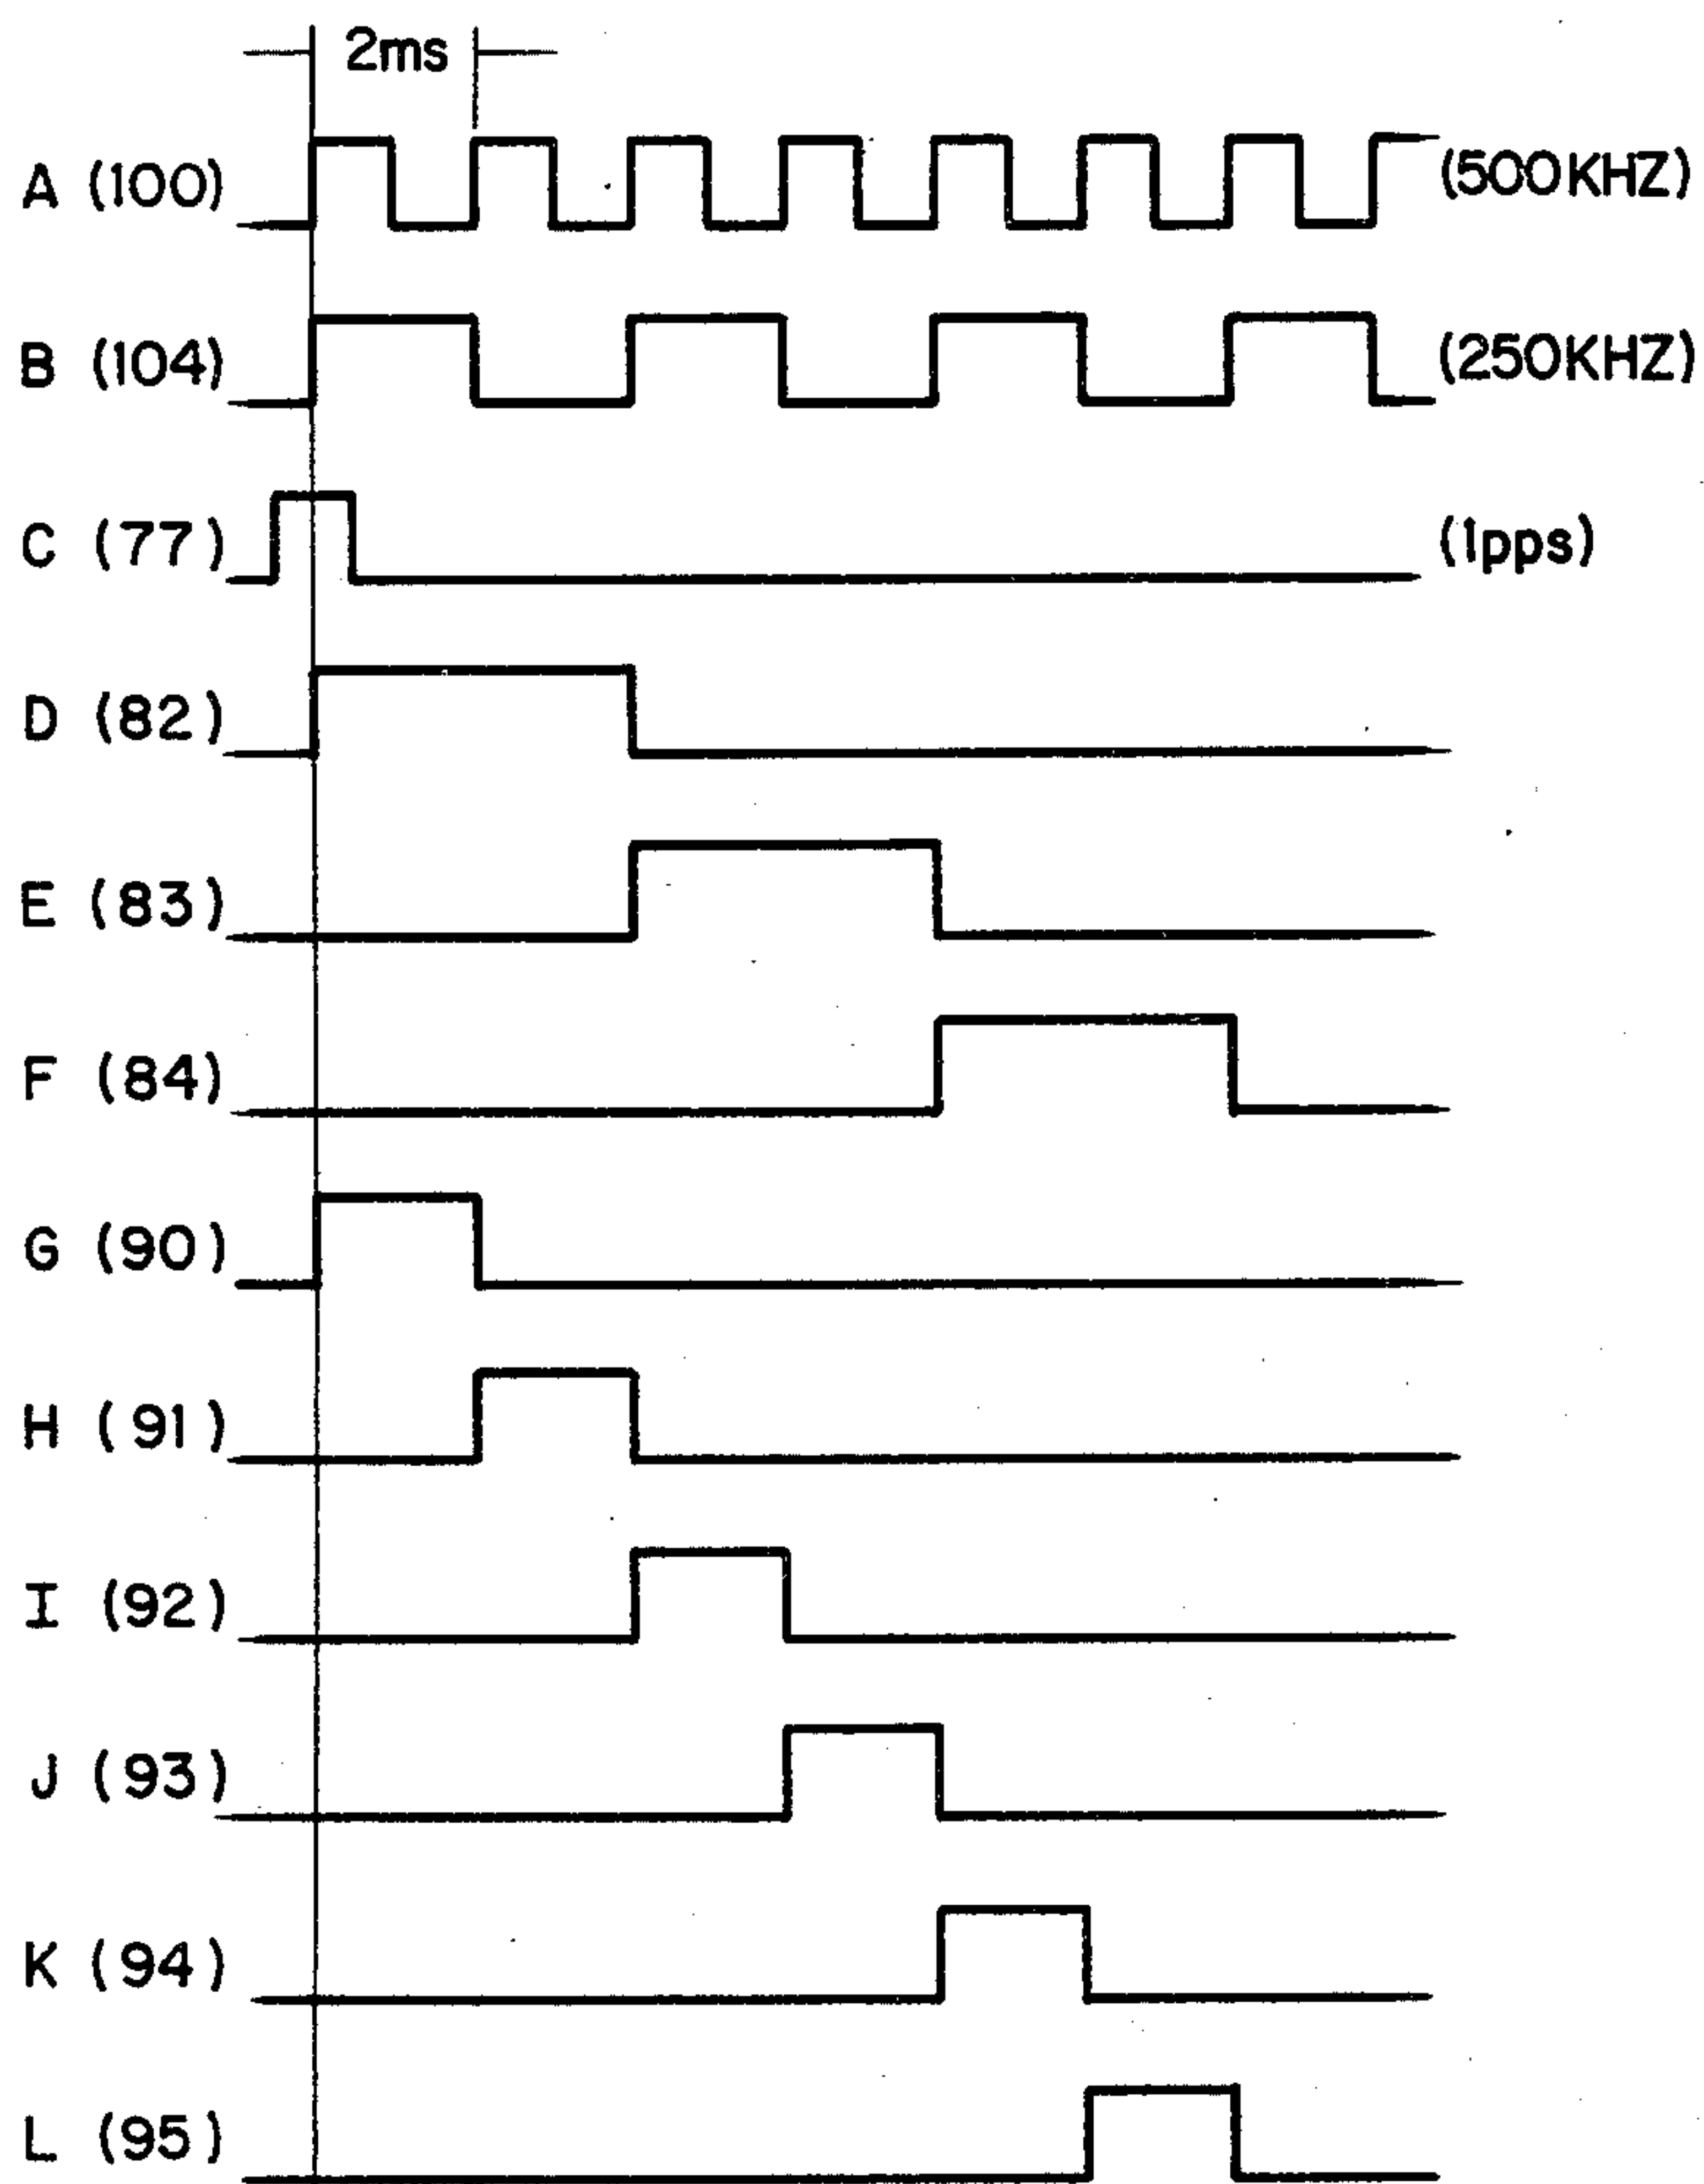 2ms
A (100) (500KHZ)
B (104) (250KHZ)
C (77) (1pps)
D (82)
E (83)
F (84)
G (90)
H (91)
I (92)
J (93)
K (94)
L (95)